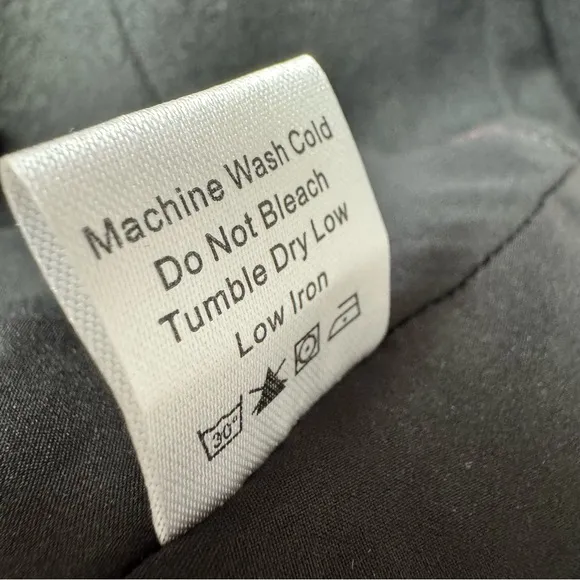 Machine Wash Cold
Do Not Bleach
Tumble Dry Low
Low Iron
30°